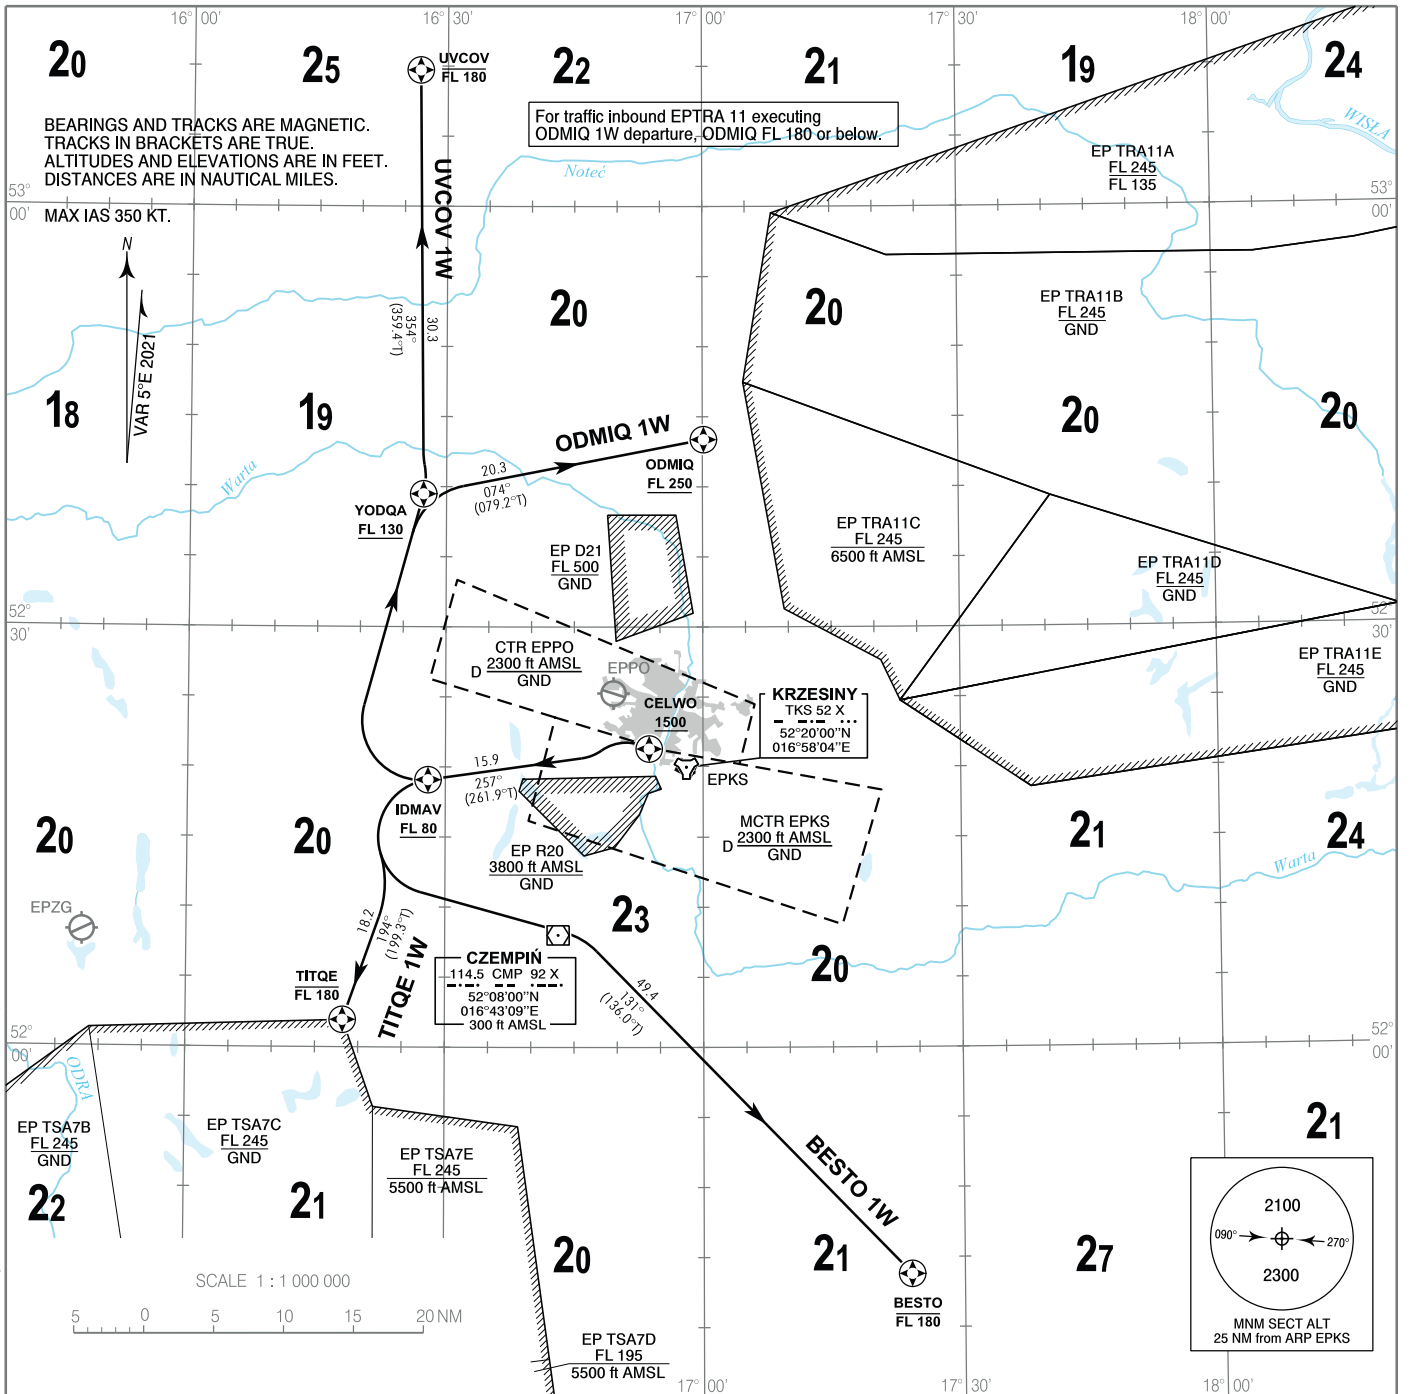 16° 00'
16° 30'
17° 00'
17° 30'
18° 00'
20
25
22
21
19
24
UVCOV
FL 180
For traffic inbound EPTRA 11 executing
ODMIQ 1W departure, ODMIQ FL 180 or below.
BEARINGS AND TRACKS ARE MAGNETIC.
TRACKS IN BRACKETS ARE TRUE.
ALTITUDES AND ELEVATIONS ARE IN FEET.
DISTANCES ARE IN NAUTICAL MILES.
MAX IAS 350 KT.
WISŁA
Noteć
EP TRA11A
FL 245
FL 135
53°
00'
53°
00'
UVCOV 1W
N
VAR 5°E 2021
30.3
354°
(359.4°T)
20
20
EP TRA11B
FL 245
GND
18
19
20
20
ODMIQ 1W
ODMIQ
FL 250
20.3
074°
(079.2°T)
Warta
YODQA
FL 130
EP D21
FL 500
GND
EP TRA11C
FL 245
6500 ft AMSL
EP TRA11D
FL 245
GND
52°
30'
52°
30'
CTR EPPO
D 2300 ft AMSL
GND
EPPO
EP TRA11E
FL 245
GND
CELWO
1500
KRZESINY
TKS 52 X
52°20'00''N
016°58'04''E
EPKS
15.9
257°
(261.9°T)
IDMAV
FL 80
MCTR EPKS
D 2300 ft AMSL
GND
20
20
21
24
EP R20
3800 ft AMSL
GND
Warta
EPZG
23
20
18.2
194°
(199.3°T)
TITQE 1W
TITQE
FL 180
CZEMPIŃ
114.5 CMP 92 X
52°08'00''N
016°43'09''E
300 ft AMSL
49.4
131°
(136.0°T)
52°
00'
52°
00'
ODRA
EP TSA7B
FL 245
GND
EP TSA7C
FL 245
GND
EP TSA7E
FL 245
5500 ft AMSL
BESTO 1W
21
22
21
20
21
27
2100
090°
270°
2300
MNM SECT ALT
25 NM from ARP EPKS
SCALE 1 : 1 000 000
5 0 5 10 15 20 NM
BESTO
FL 180
EP TSA7D
FL 195
5500 ft AMSL
17° 00'
17° 30'
18° 00'